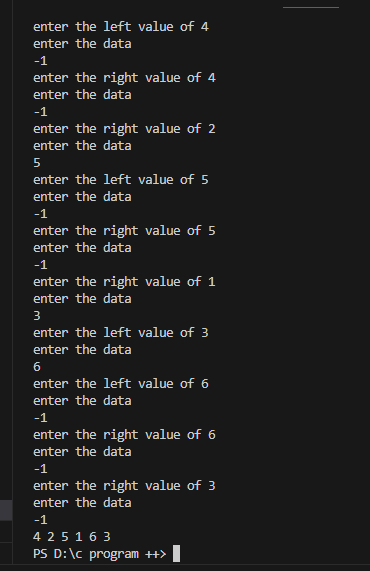 enter the left value of 4
enter the data
-1
enter the right value of 4
enter the data
-1
enter the right value of 2
enter the data
5
enter the left value of 5
enter the data
-1
enter the right value of 5
enter the data
-1
enter the right value of 1
enter the data
3
enter the left value of 3
enter the data
6
enter the left value of 6
enter the data
-1
enter the right value of 6
enter the data
-1
enter the right value of 3
enter the data
-1
4 2 5 1 6 3
PS D:\c program ++>